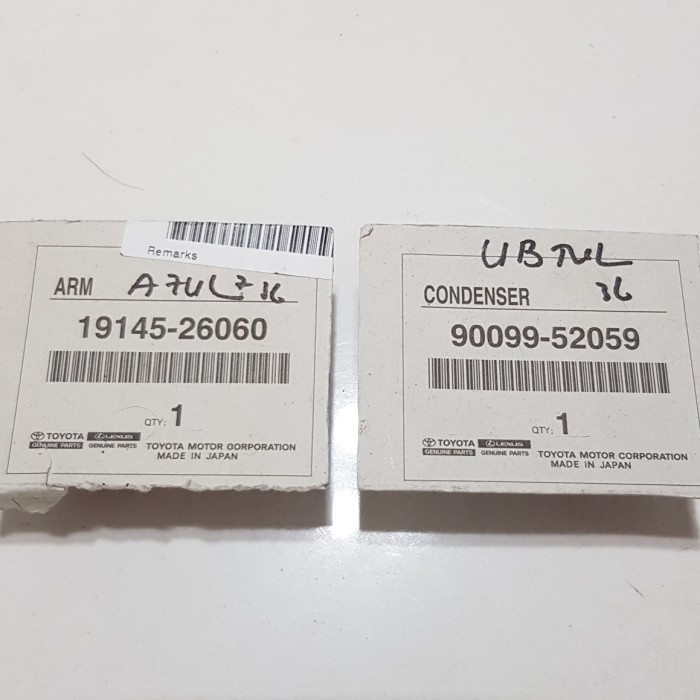 Remarks
ARM
19145-26060
QTY: 1
TOYOTA
GENUINE PARTS
LEXUS
GENUINE PARTS
TOYOTA MOTOR CORPORATION
MADE IN JAPAN
36
CONDENSER
90099-52059
QTY: 1
TOYOTA
GENUINE PARTS
LEXUS
GENUINE PARTS
TOYOTA MOTOR CORPORATION
MADE IN JAPAN